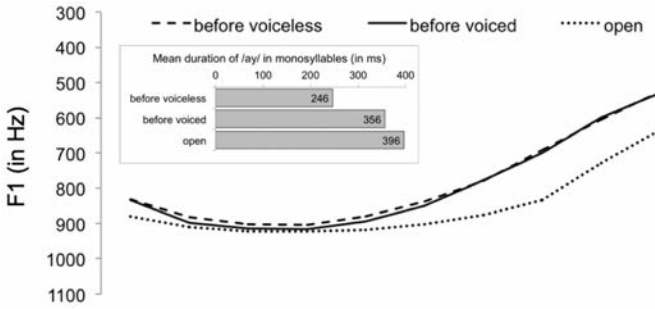 before voiceless before voiced open
Mean duration of /ay/ in monosyllables (in ms)
0 100 200 300 400
before voiceless 246
before voiced 356
open 396
F1 (in Hz)
300
400
500
600
700
800
900
1000
1100